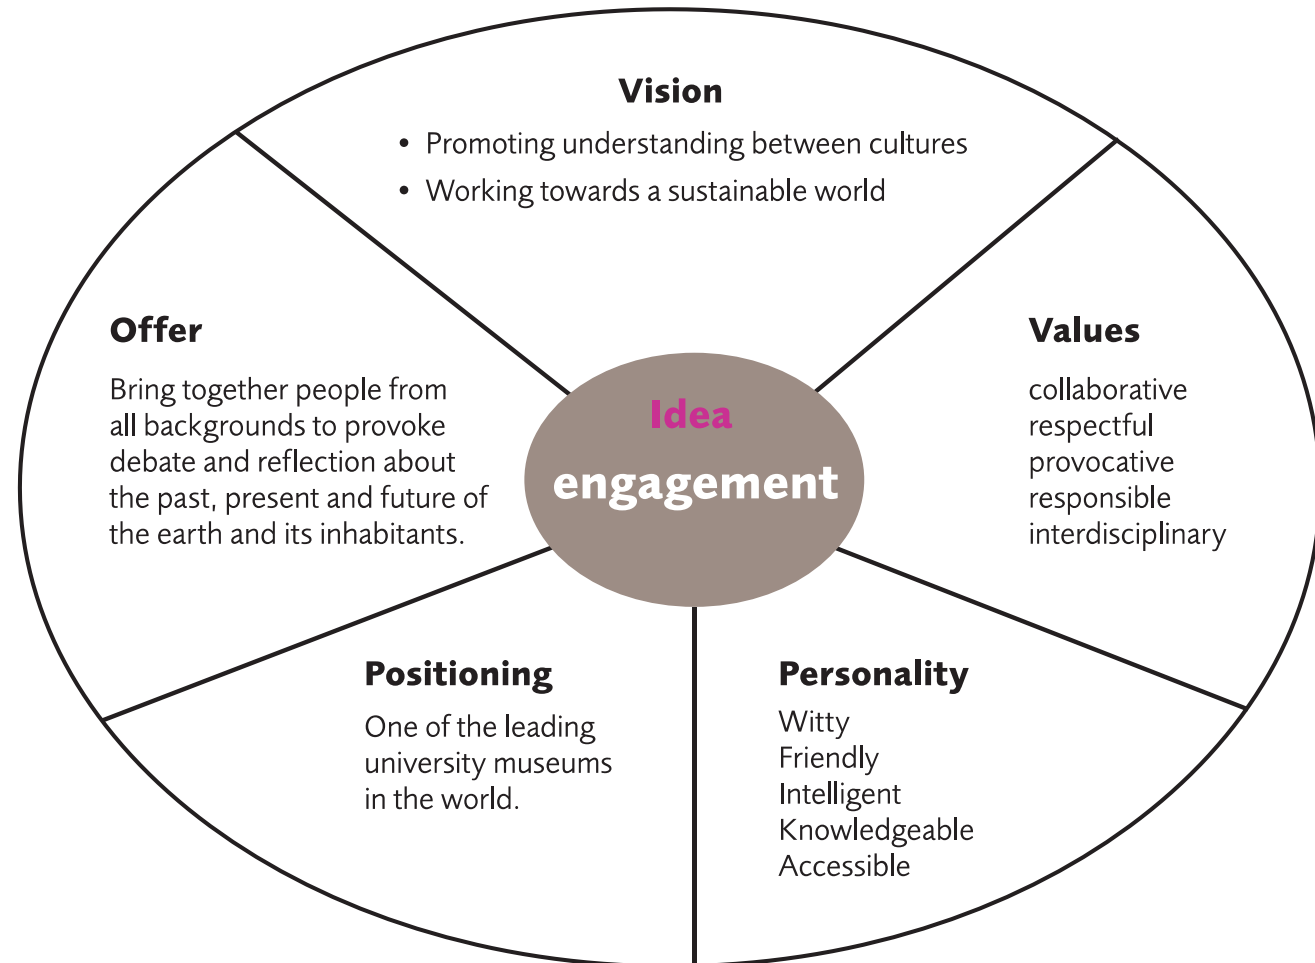 Vision
• Promoting understanding between cultures
• Working towards a sustainable world
Offer
Bring together people from
all backgrounds to provoke
debate and reflection about
the past, present and future of
the earth and its inhabitants.
Idea
engagement
Values
collaborative
respectful
provocative
responsible
interdisciplinary
Positioning
One of the leading
university museums
in the world.
Personality
Witty
Friendly
Intelligent
Knowledgeable
Accessible